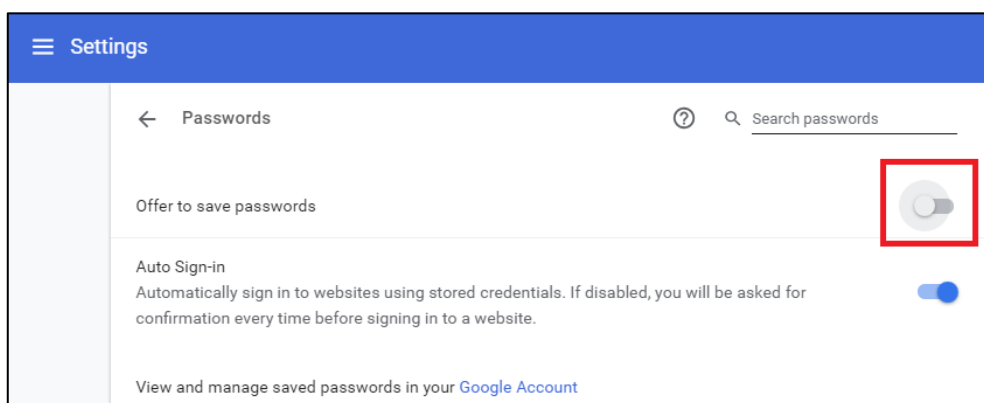 Settings
Passwords
Search passwords
Offer to save passwords
Auto Sign-in
Automatically sign in to websites using stored credentials. If disabled, you will be asked for
confirmation every time before signing in to a website.
View and manage saved passwords in your Google Account